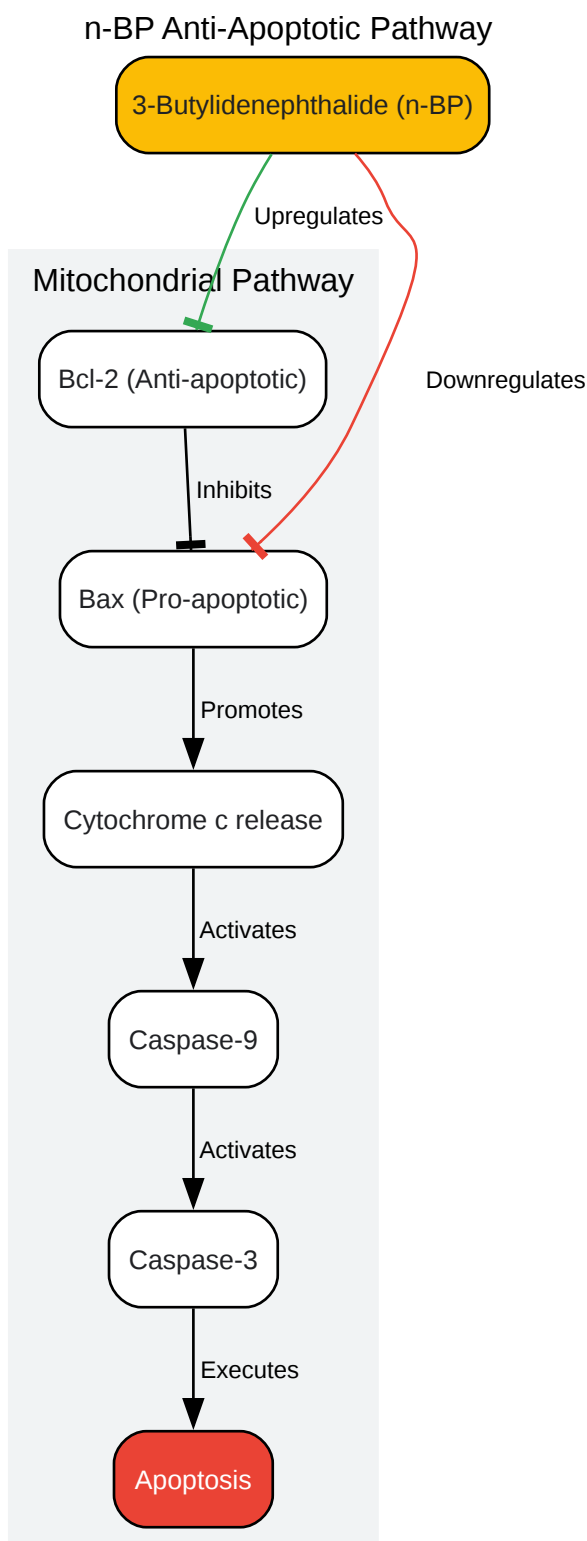 n-BP Anti-Apoptotic Pathway
3-Butylidenephthalide (n-BP)
Upregulates
Mitochondrial Pathway
Bcl-2 (Anti-apoptotic)
Downregulates
Inhibits
Bax (Pro-apoptotic)
Promotes
Cytochrome c release
Activates
Caspase-9
Activates
Caspase-3
Executes
Apoptosis